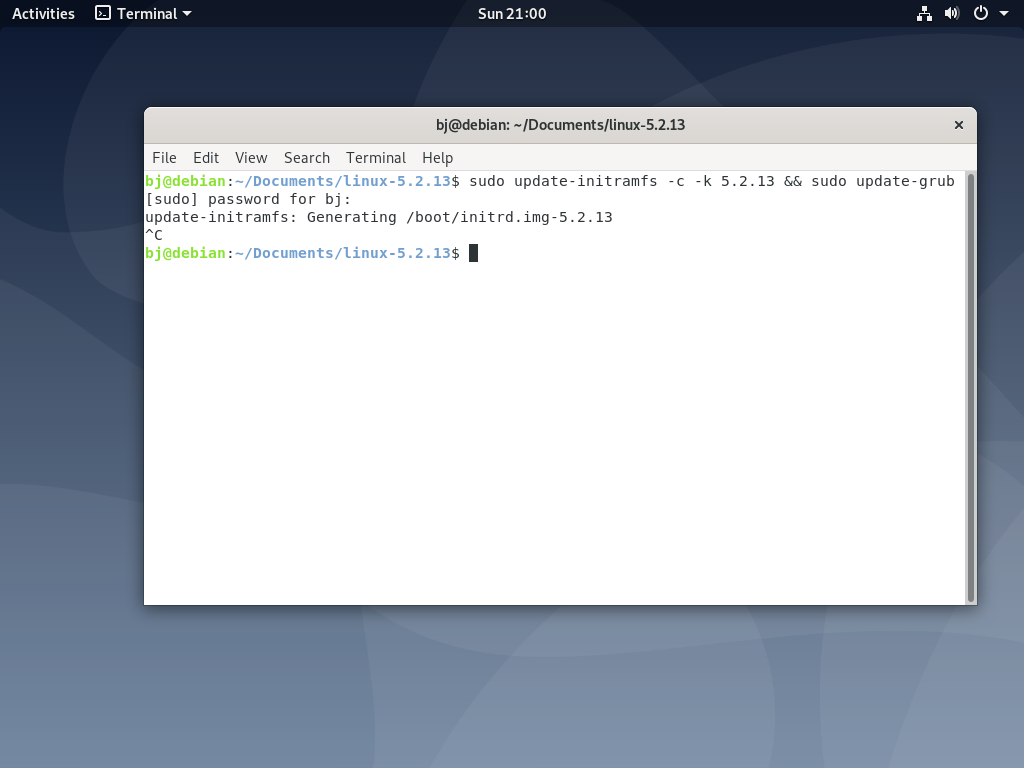 Activities Terminal Sun 21:00
bj@debian: ~/Documents/linux-5.2.13 ×
File Edit View Search Terminal Help
bj@debian:~/Documents/linux-5.2.13$ sudo update-initramfs -c -k 5.2.13 && sudo update-grub
[sudo] password for bj:
update-initramfs: Generating /boot/initrd.img-5.2.13
^C
bj@debian:~/Documents/linux-5.2.13$